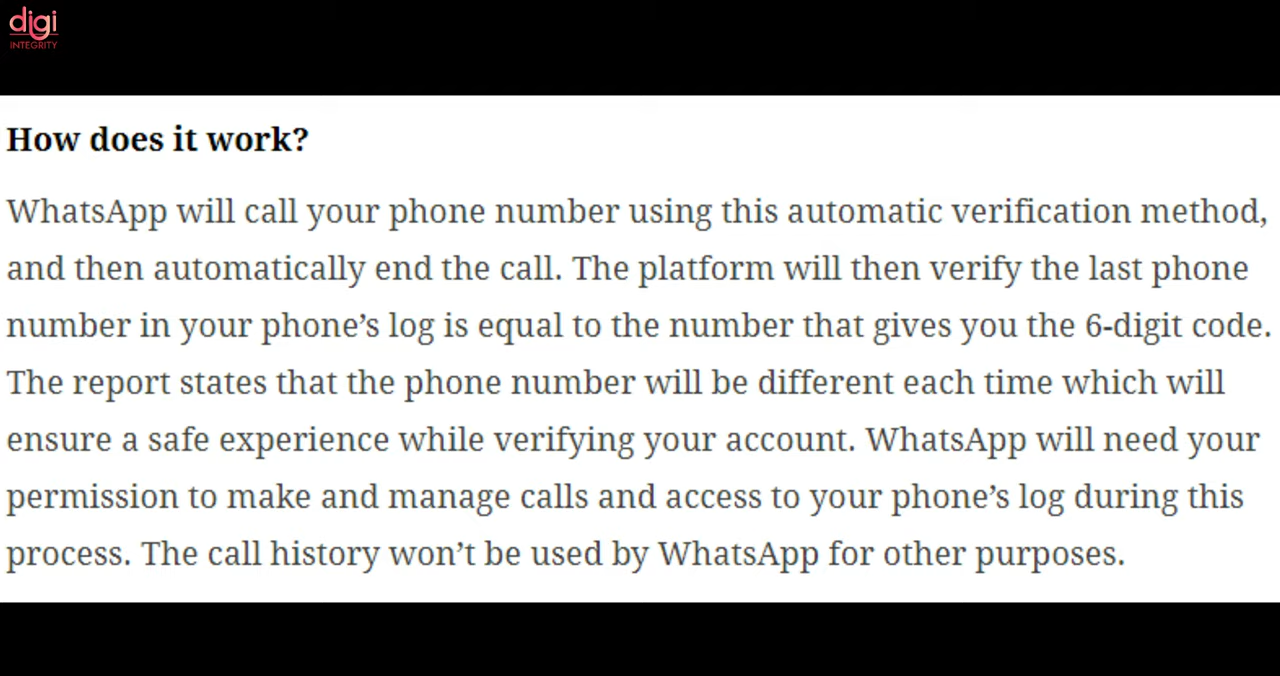 digi
INTEGRITY
How does it work?
WhatsApp will call your phone number using this automatic verification method,
and then automatically end the call. The platform will then verify the last phone
number in your phone’s log is equal to the number that gives you the 6-digit code.
The report states that the phone number will be different each time which will
ensure a safe experience while verifying your account. WhatsApp will need your
permission to make and manage calls and access to your phone’s log during this
process. The call history won’t be used by WhatsApp for other purposes.